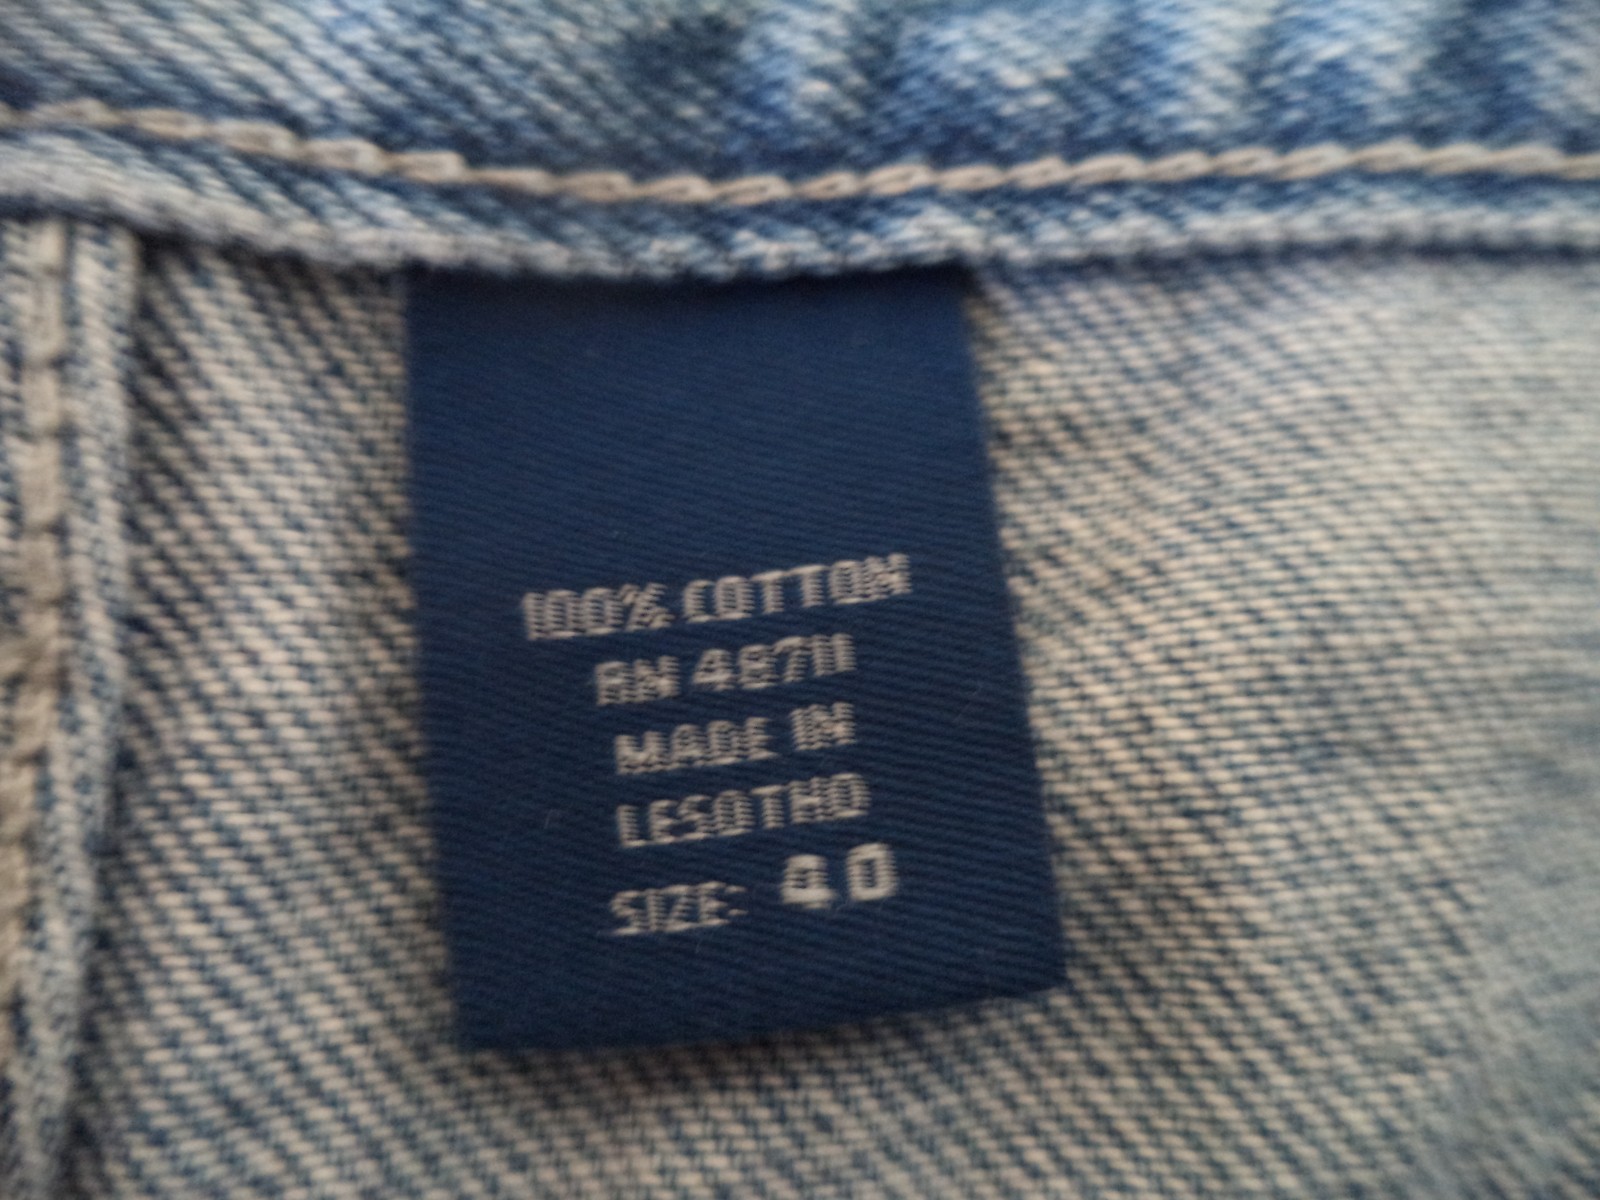 100% COTTON
RN 48711
MADE IN
LESOTHO
SIZE: 40